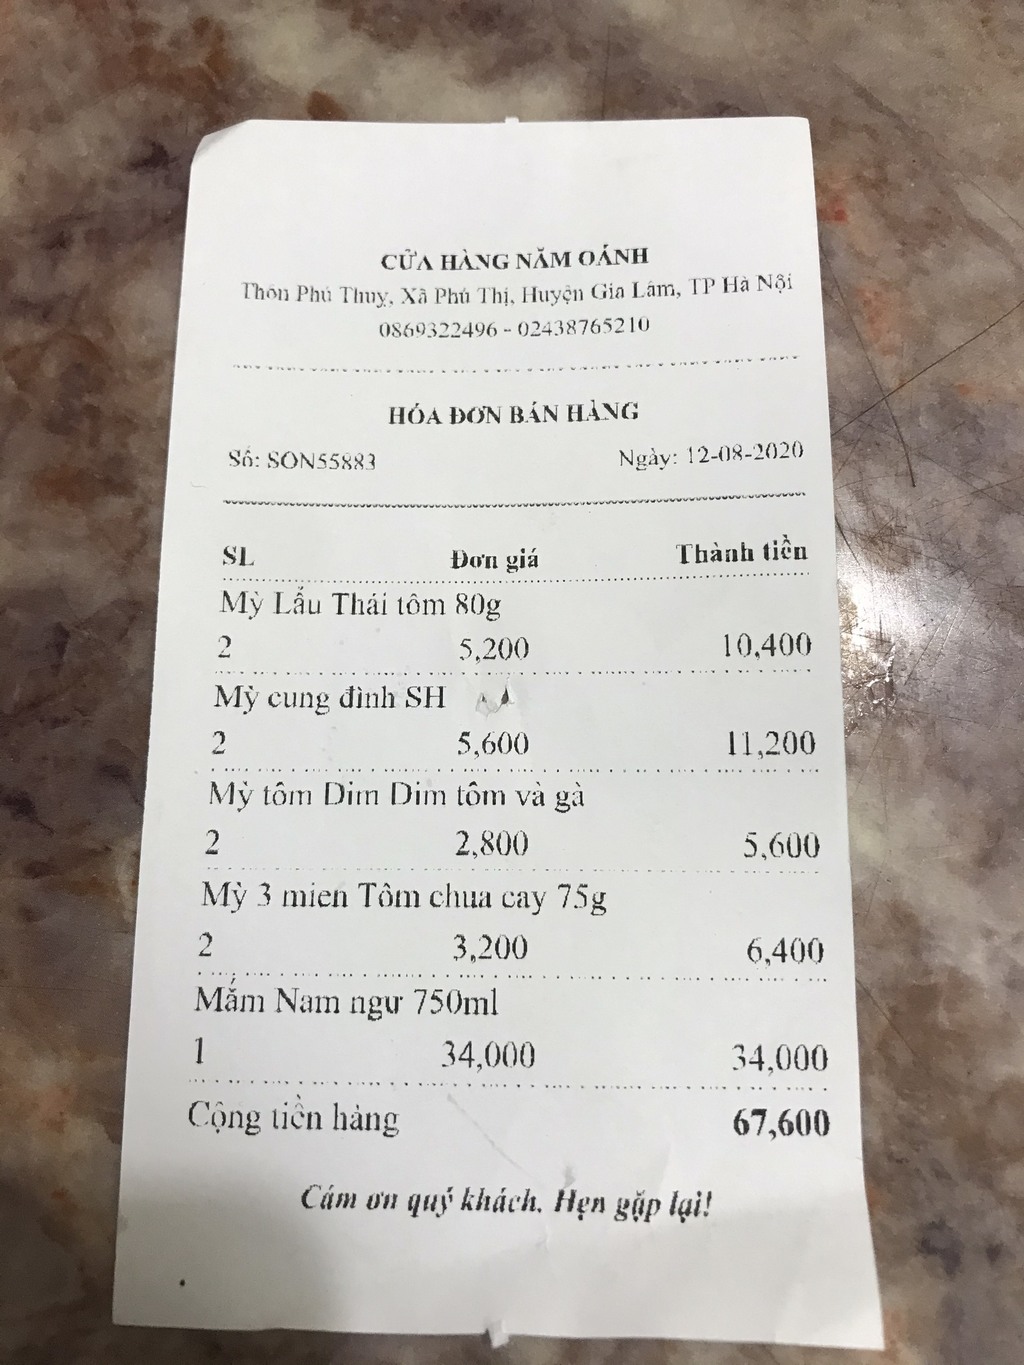 CỬA HÀNG NĂM OÁNH
Thôn Phú Thuỵ, Xã Phú Thị, Huyện Gia Lâm, TP Hà Nội
0869322496 - 02438765210
HÓA ĐƠN BÁN HÀNG
Số: SON55883 Ngày: 12-08-2020
SL Đơn giá Thành tiền
Mỳ Lẩu Thái tôm 80g
2 5,200 10,400
Mỳ cung đình SH
2 5,600 11,200
Mỳ tôm Dim Dim tôm và gà
2 2,800 5,600
Mỳ 3 mien Tôm chua cay 75g
2 3,200 6,400
Mắm Nam ngư 750ml
1 34,000 34,000
Cộng tiền hàng 67,600
Cám ơn quý khách. Hẹn gặp lại!